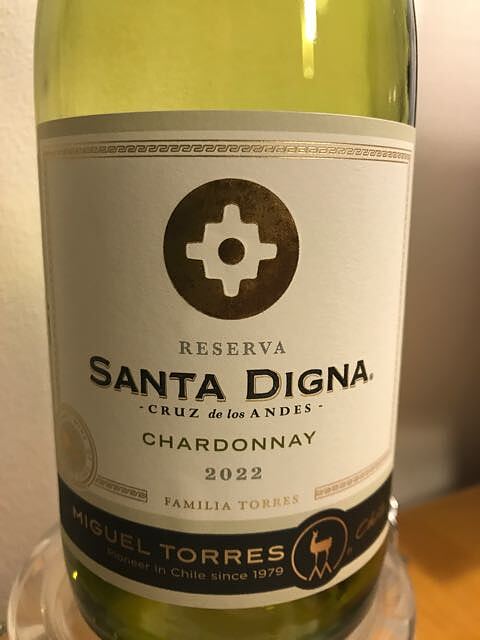 RESERVA
SANTA DIGNA®
- CRUZ de los ANDES -
CHARDONNAY
2022
FAMILIA TORRES
MIGUEL TORRES
Pioneer in Chile since 1979